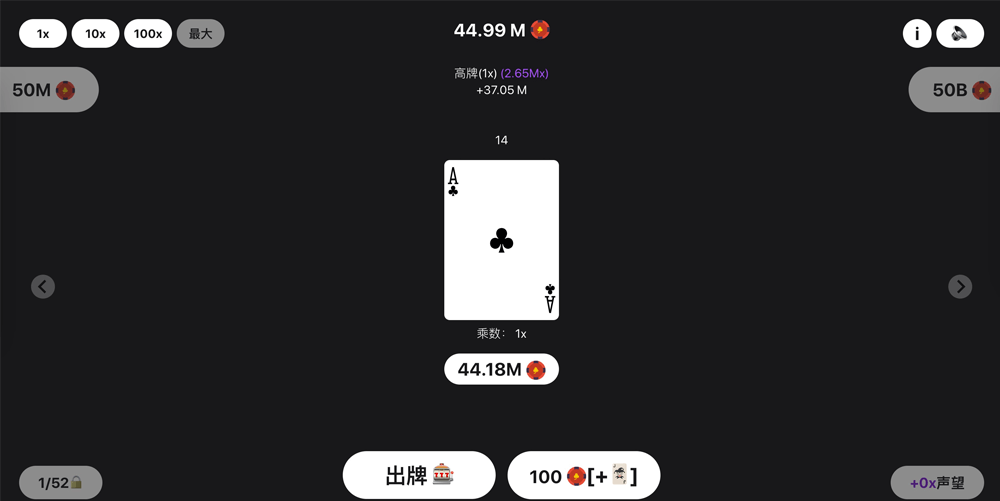 1x 10x 100x 最大
44.99 M
i
50M
高牌(1x) (2.65Mx)
+37.05 M
50B
14
A
A
乘数: 1x
44.18M
出牌
100 [+ ]
1/52
+0x声望